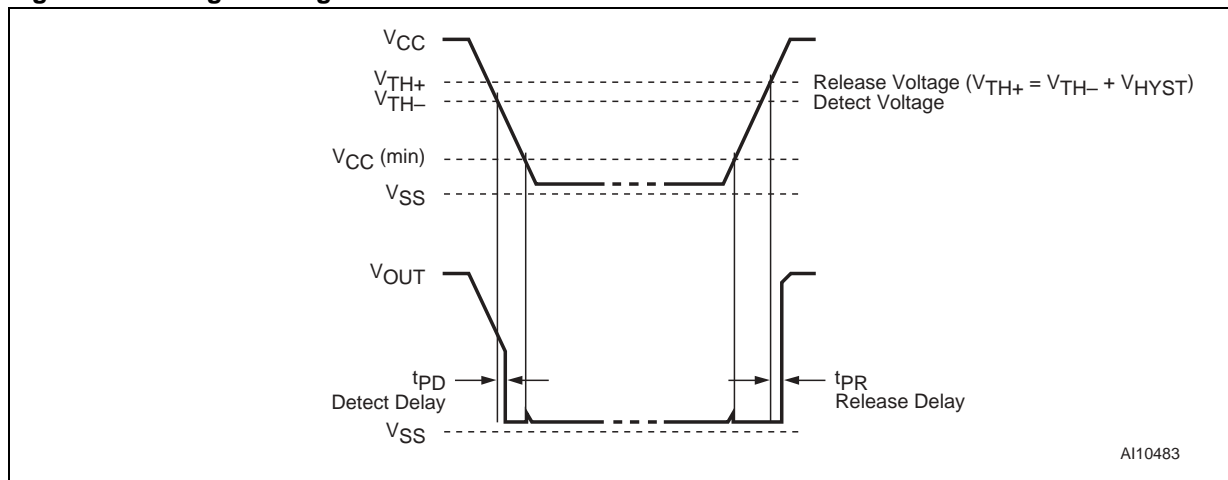 VCC
VTH+
Release Voltage (VTH+ = VTH– + VHYST)
VTH–
Detect Voltage
VCC (min)
VSS
VOUT
tPD
Detect Delay
tPR
Release Delay
VSS
AI10483